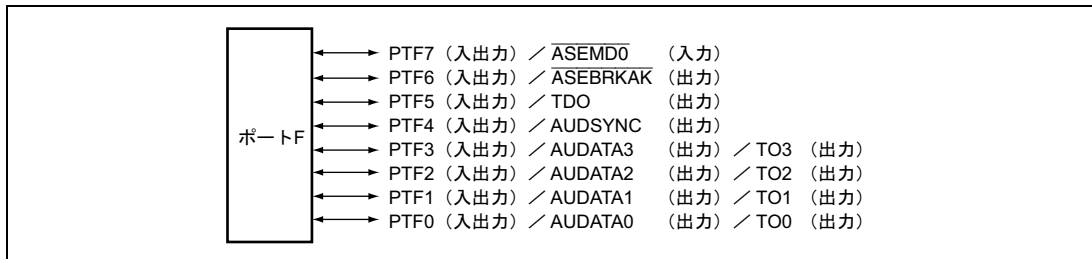 ポートF
PTF7（入出力）／ASEMD0（入力）
PTF6（入出力）／ASEBRKAK（出力）
PTF5（入出力）／TDO（出力）
PTF4（入出力）／AUDSYNC（出力）
PTF3（入出力）／AUDATA3（出力）／TO3（出力）
PTF2（入出力）／AUDATA2（出力）／TO2（出力）
PTF1（入出力）／AUDATA1（出力）／TO1（出力）
PTF0（入出力）／AUDATA0（出力）／TO0（出力）